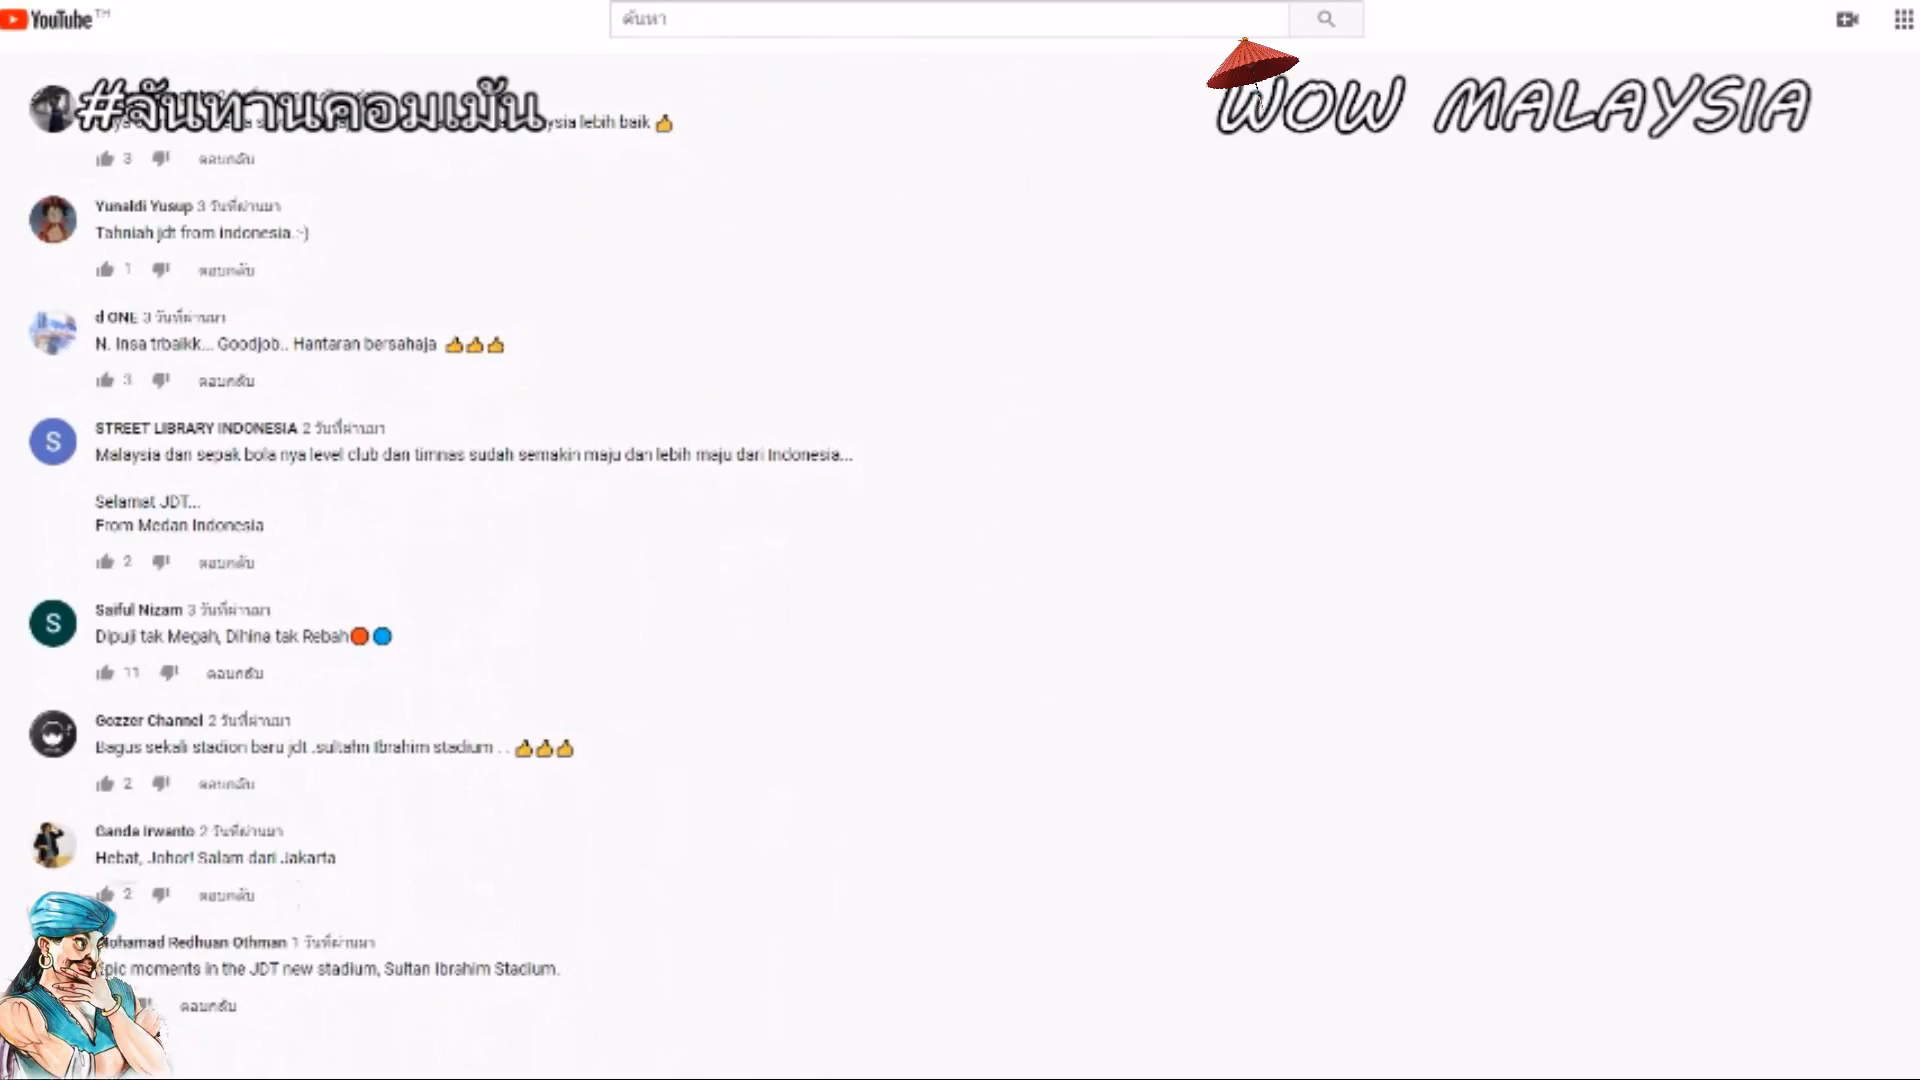 YouTube TH
ค้นหา
#จันทานคอมเม้น
WOW MALAYSIA
ysia lebih baik 👍
3 ตอบกลับ
Yunaldi Yusup 3 วันที่ผ่านมา
Tahniah jdt from indonesia.:-)
1 ตอบกลับ
d ONE 3 วันที่ผ่านมา
N. Insa trbaikk... Goodjob.. Hantaran bersahaja 👍👍👍
3 ตอบกลับ
STREET LIBRARY INDONESIA 2 วันที่ผ่านมา
Malaysia dan sepak bola nya level club dan timnas sudah semakin maju dan lebih maju dari Indonesia...
Selamat JDT...
From Medan Indonesia
2 ตอบกลับ
Saiful Nizam 3 วันที่ผ่านมา
Dipuji tak Megah, Dihina tak Rebah🔴🔵
11 ตอบกลับ
Gozzer Channel 2 วันที่ผ่านมา
Bagus sekali stadion baru jdt .sultahn Ibrahim stadium . . 👍👍👍
2 ตอบกลับ
Ganda Irwanto 2 วันที่ผ่านมา
Hebat, Johor! Salam dari Jakarta
2 ตอบกลับ
Mohamad Redhuan Othman 1 วันที่ผ่านมา
Epic moments in the JDT new stadium, Sultan Ibrahim Stadium.
ตอบกลับ